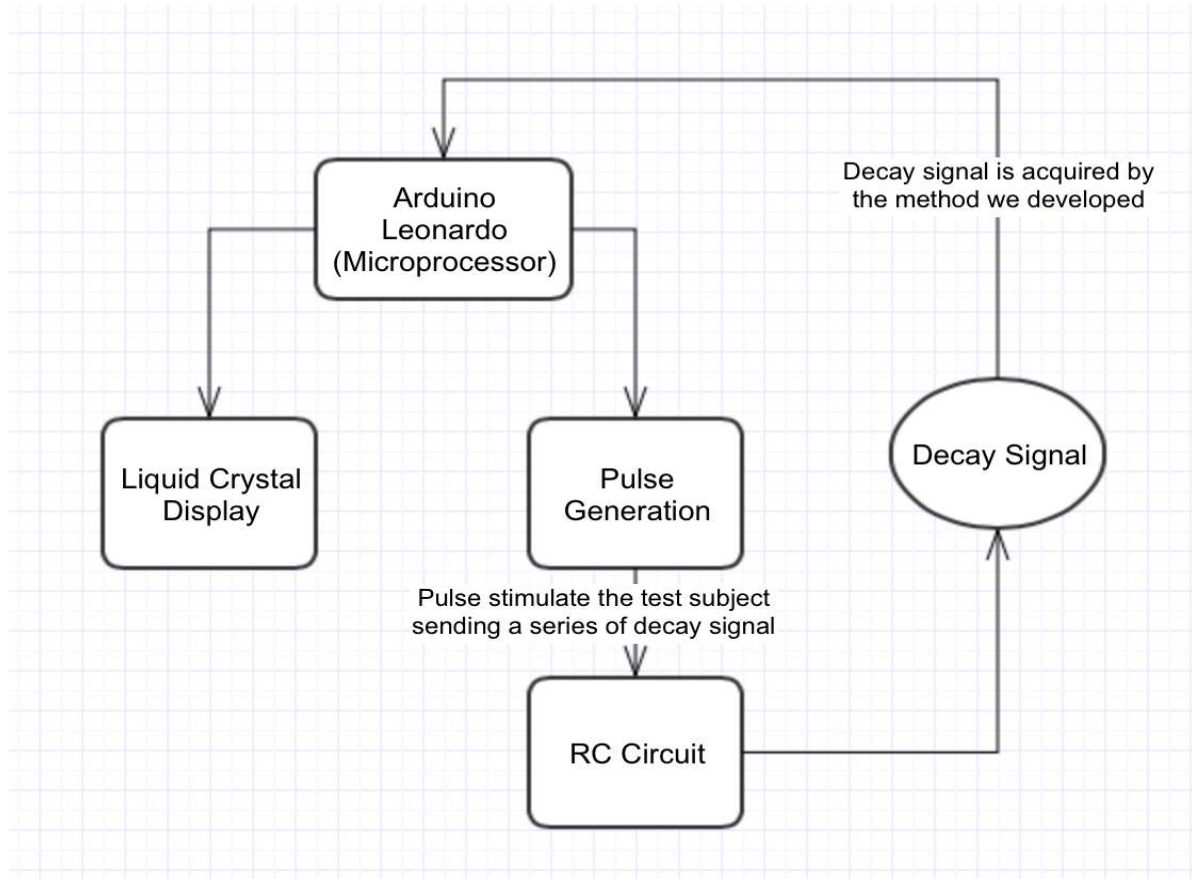 Decay signal is acquired by
the method we developed
Arduino
Leonardo
(Microprocessor)
Liquid Crystal
Display
Pulse
Generation
Decay Signal
Pulse stimulate the test subject
sending a series of decay signal
RC Circuit